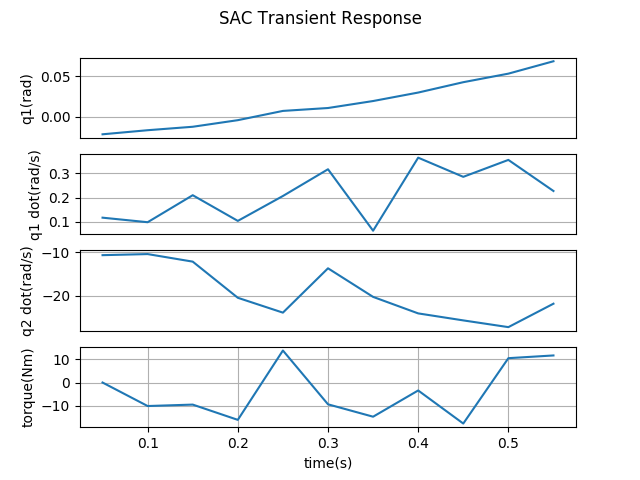 SAC Transient Response
q1(rad)
0.05
0.00
q1 dot(rad/s)
0.3
0.2
0.1
q2 dot(rad/s)
−10
−20
torque(Nm)
10
0
−10
0.1 0.2 0.3 0.4 0.5
time(s)